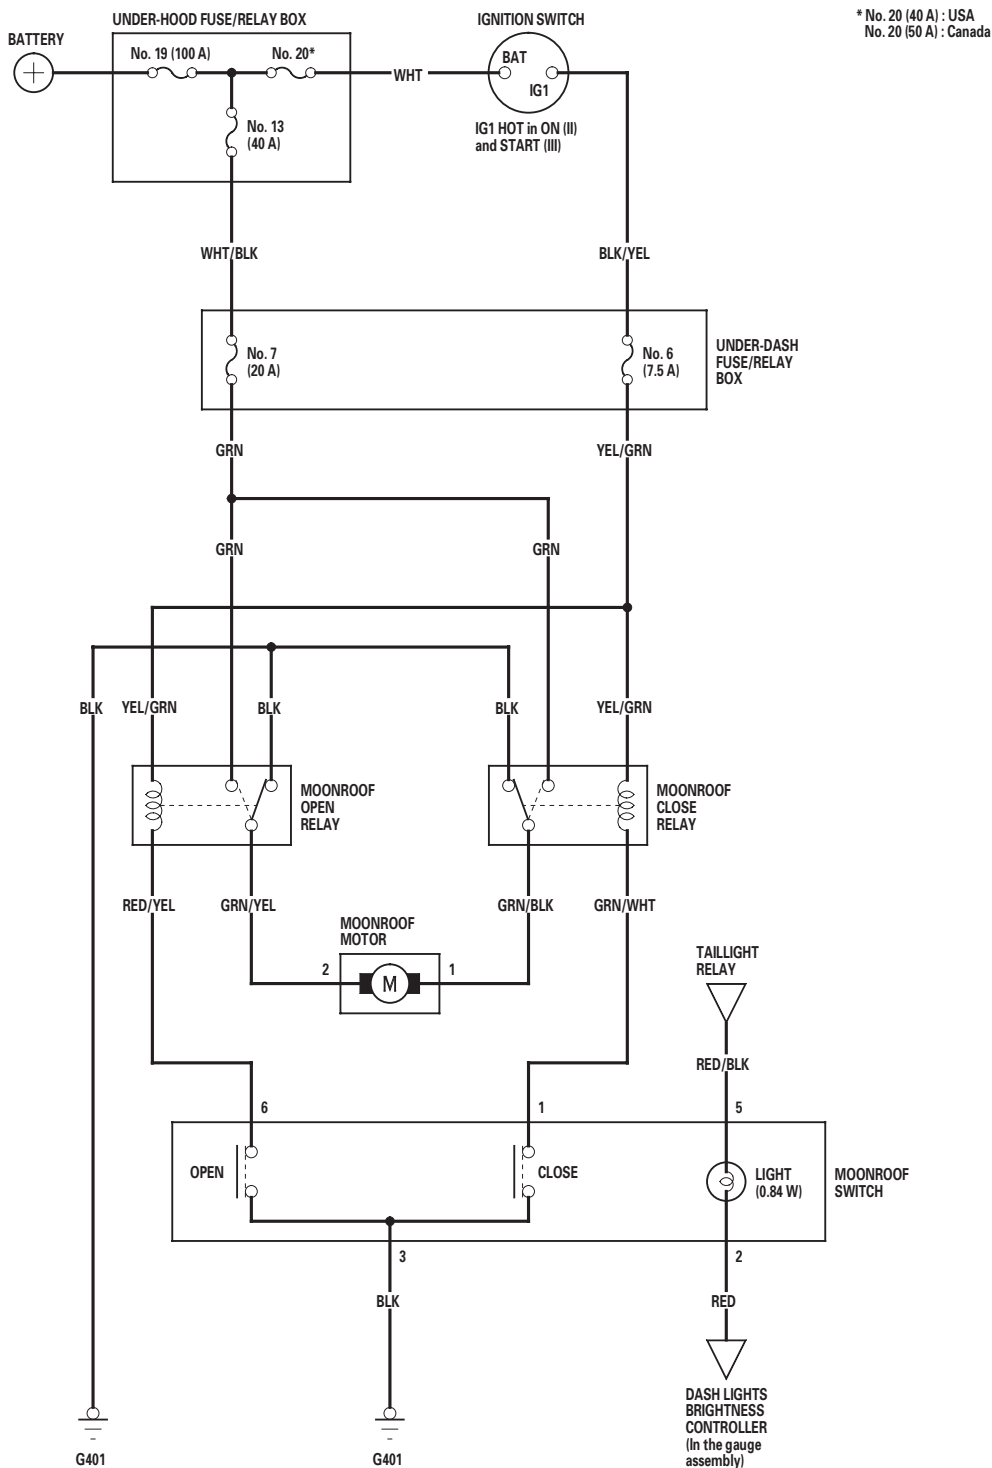 * No. 20 (40 A) : USA
No. 20 (50 A) : Canada
UNDER-HOOD FUSE/RELAY BOX
IGNITION SWITCH
BATTERY
No. 19 (100 A)
No. 20*
BAT
WHT
IG1
No. 13
(40 A)
IG1 HOT in ON (II)
and START (III)
WHT/BLK
BLK/YEL
No. 7
(20 A)
No. 6
(7.5 A)
UNDER-DASH
FUSE/RELAY
BOX
GRN
YEL/GRN
GRN
GRN
BLK
YEL/GRN
BLK
BLK
YEL/GRN
MOONROOF
OPEN
RELAY
MOONROOF
CLOSE
RELAY
RED/YEL
GRN/YEL
GRN/BLK
GRN/WHT
MOONROOF
MOTOR
2
M
1
TAILLIGHT
RELAY
RED/BLK
6
1
5
OPEN
CLOSE
LIGHT
(0.84 W)
MOONROOF
SWITCH
3
2
BLK
RED
DASH LIGHTS
BRIGHTNESS
CONTROLLER
(In the gauge
assembly)
G401
G401